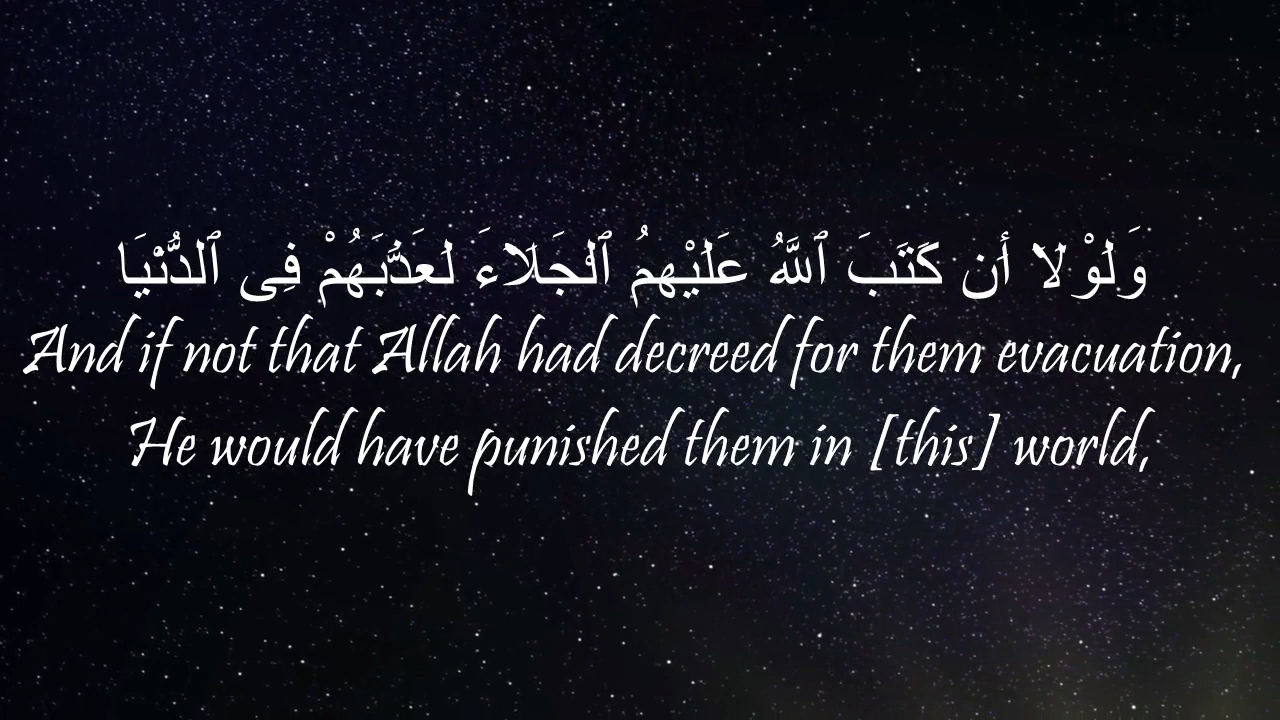 وَلَوْلَا أَن كَتَبَ ٱللَّهُ عَلَيْهِمُ ٱلْجَلَاءَ لَعَذَّبَهُمْ فِى ٱلدُّنْيَا
And if not that Allah had decreed for them evacuation,
He would have punished them in [this] world,